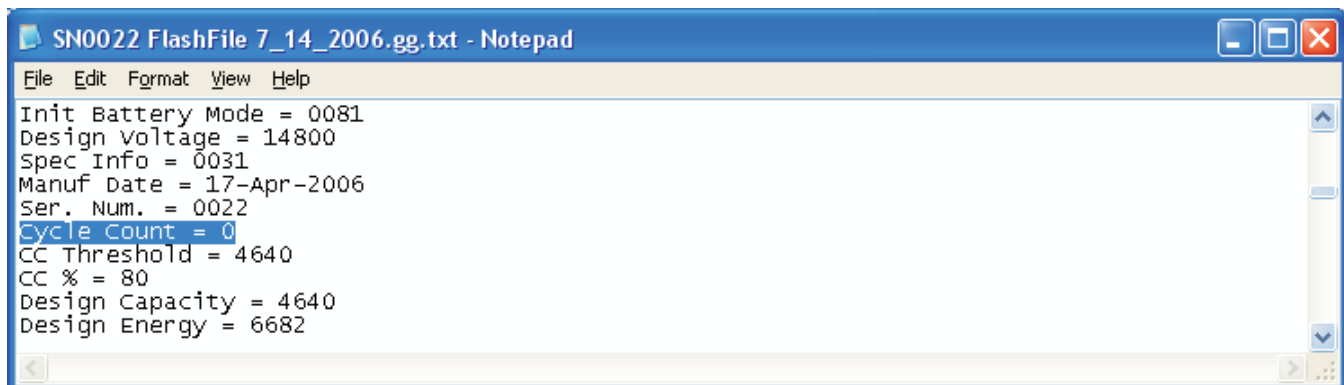 SN0022 FlashFile 7_14_2006.gg.txt - Notepad
File Edit Format View Help
Init Battery Mode = 0081
Design Voltage = 14800
Spec Info = 0031
Manuf Date = 17-Apr-2006
Ser. Num. = 0022
Cycle Count = 0
CC Threshold = 4640
CC % = 80
Design Capacity = 4640
Design Energy = 6682